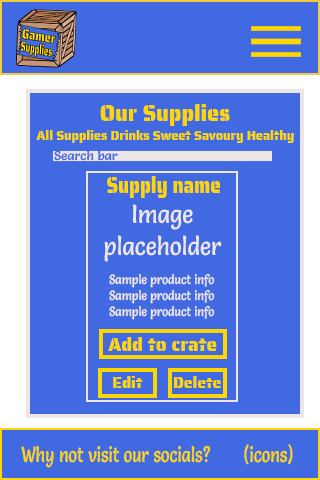 Gamer
Supplies
Our Supplies
All Supplies Drinks Sweet Savoury Healthy
Search bar
Supply name
Image
placeholder
Sample product info
Sample product info
Sample product info
Add to crate
Edit Delete
Why not visit our socials? (icons)